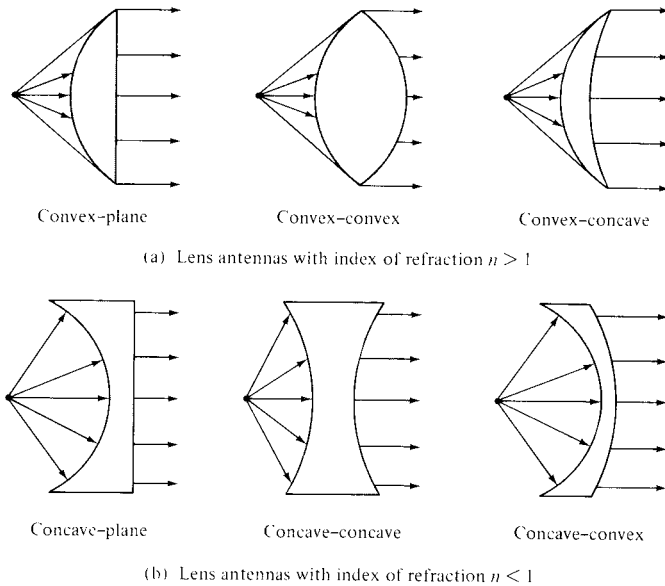 Convex-plane
Convex-convex
Convex-concave
(a) Lens antennas with index of refraction n > 1
Concave-plane
Concave-concave
Concave-convex
(b) Lens antennas with index of refraction n < 1